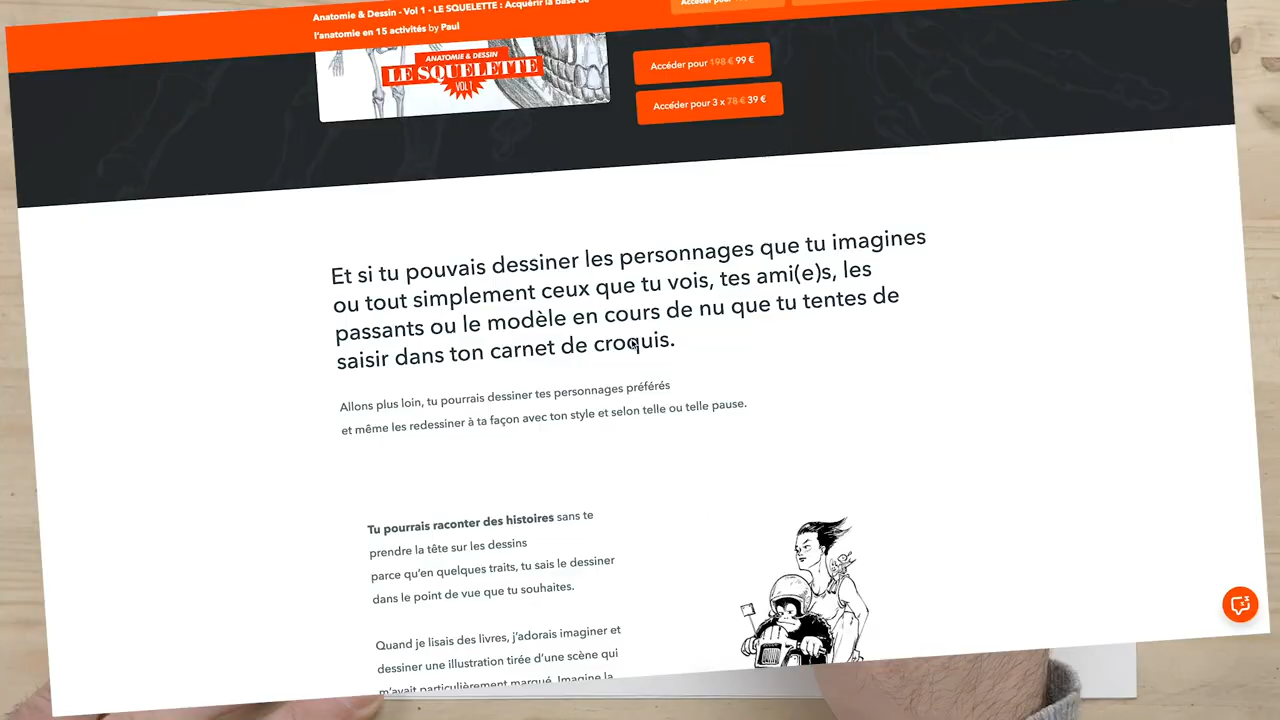 Anatomie & Dessin - Vol 1 - LE SQUELETTE : Acquérir la base de
l'anatomie en 15 activités by Paul
Accéder pour
ANATOMIE & DESSIN
LE SQUELETTE
VOL 1
Accéder pour 198 € 99 €
Accéder pour 3 x 78 € 39 €
Et si tu pouvais dessiner les personnages que tu imagines
ou tout simplement ceux que tu vois, tes ami(e)s, les
passants ou le modèle en cours de nu que tu tentes de
saisir dans ton carnet de croquis.
Allons plus loin, tu pourrais dessiner tes personnages préférés
et même les redessiner à ta façon avec ton style et selon telle ou telle pause.
Tu pourrais raconter des histoires sans te
prendre la tête sur les dessins
parce qu'en quelques traits, tu sais le dessiner
dans le point de vue que tu souhaites.
Quand je lisais des livres, j'adorais imaginer et
dessiner une illustration tirée d'une scène qui
m'avait particulièrement marqué. Imagine la